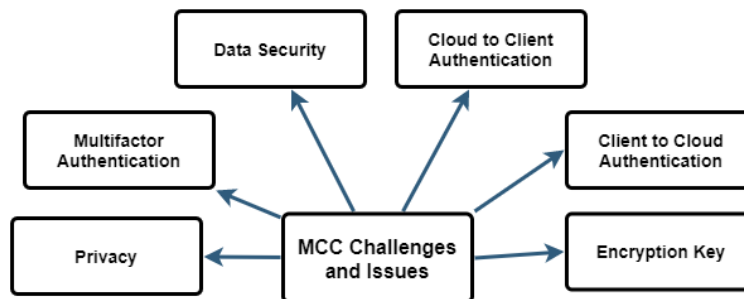 Data Security
Cloud to Client
Authentication
Multifactor
Authentication
Client to Cloud
Authentication
Privacy
MCC Challenges
and Issues
Encryption Key